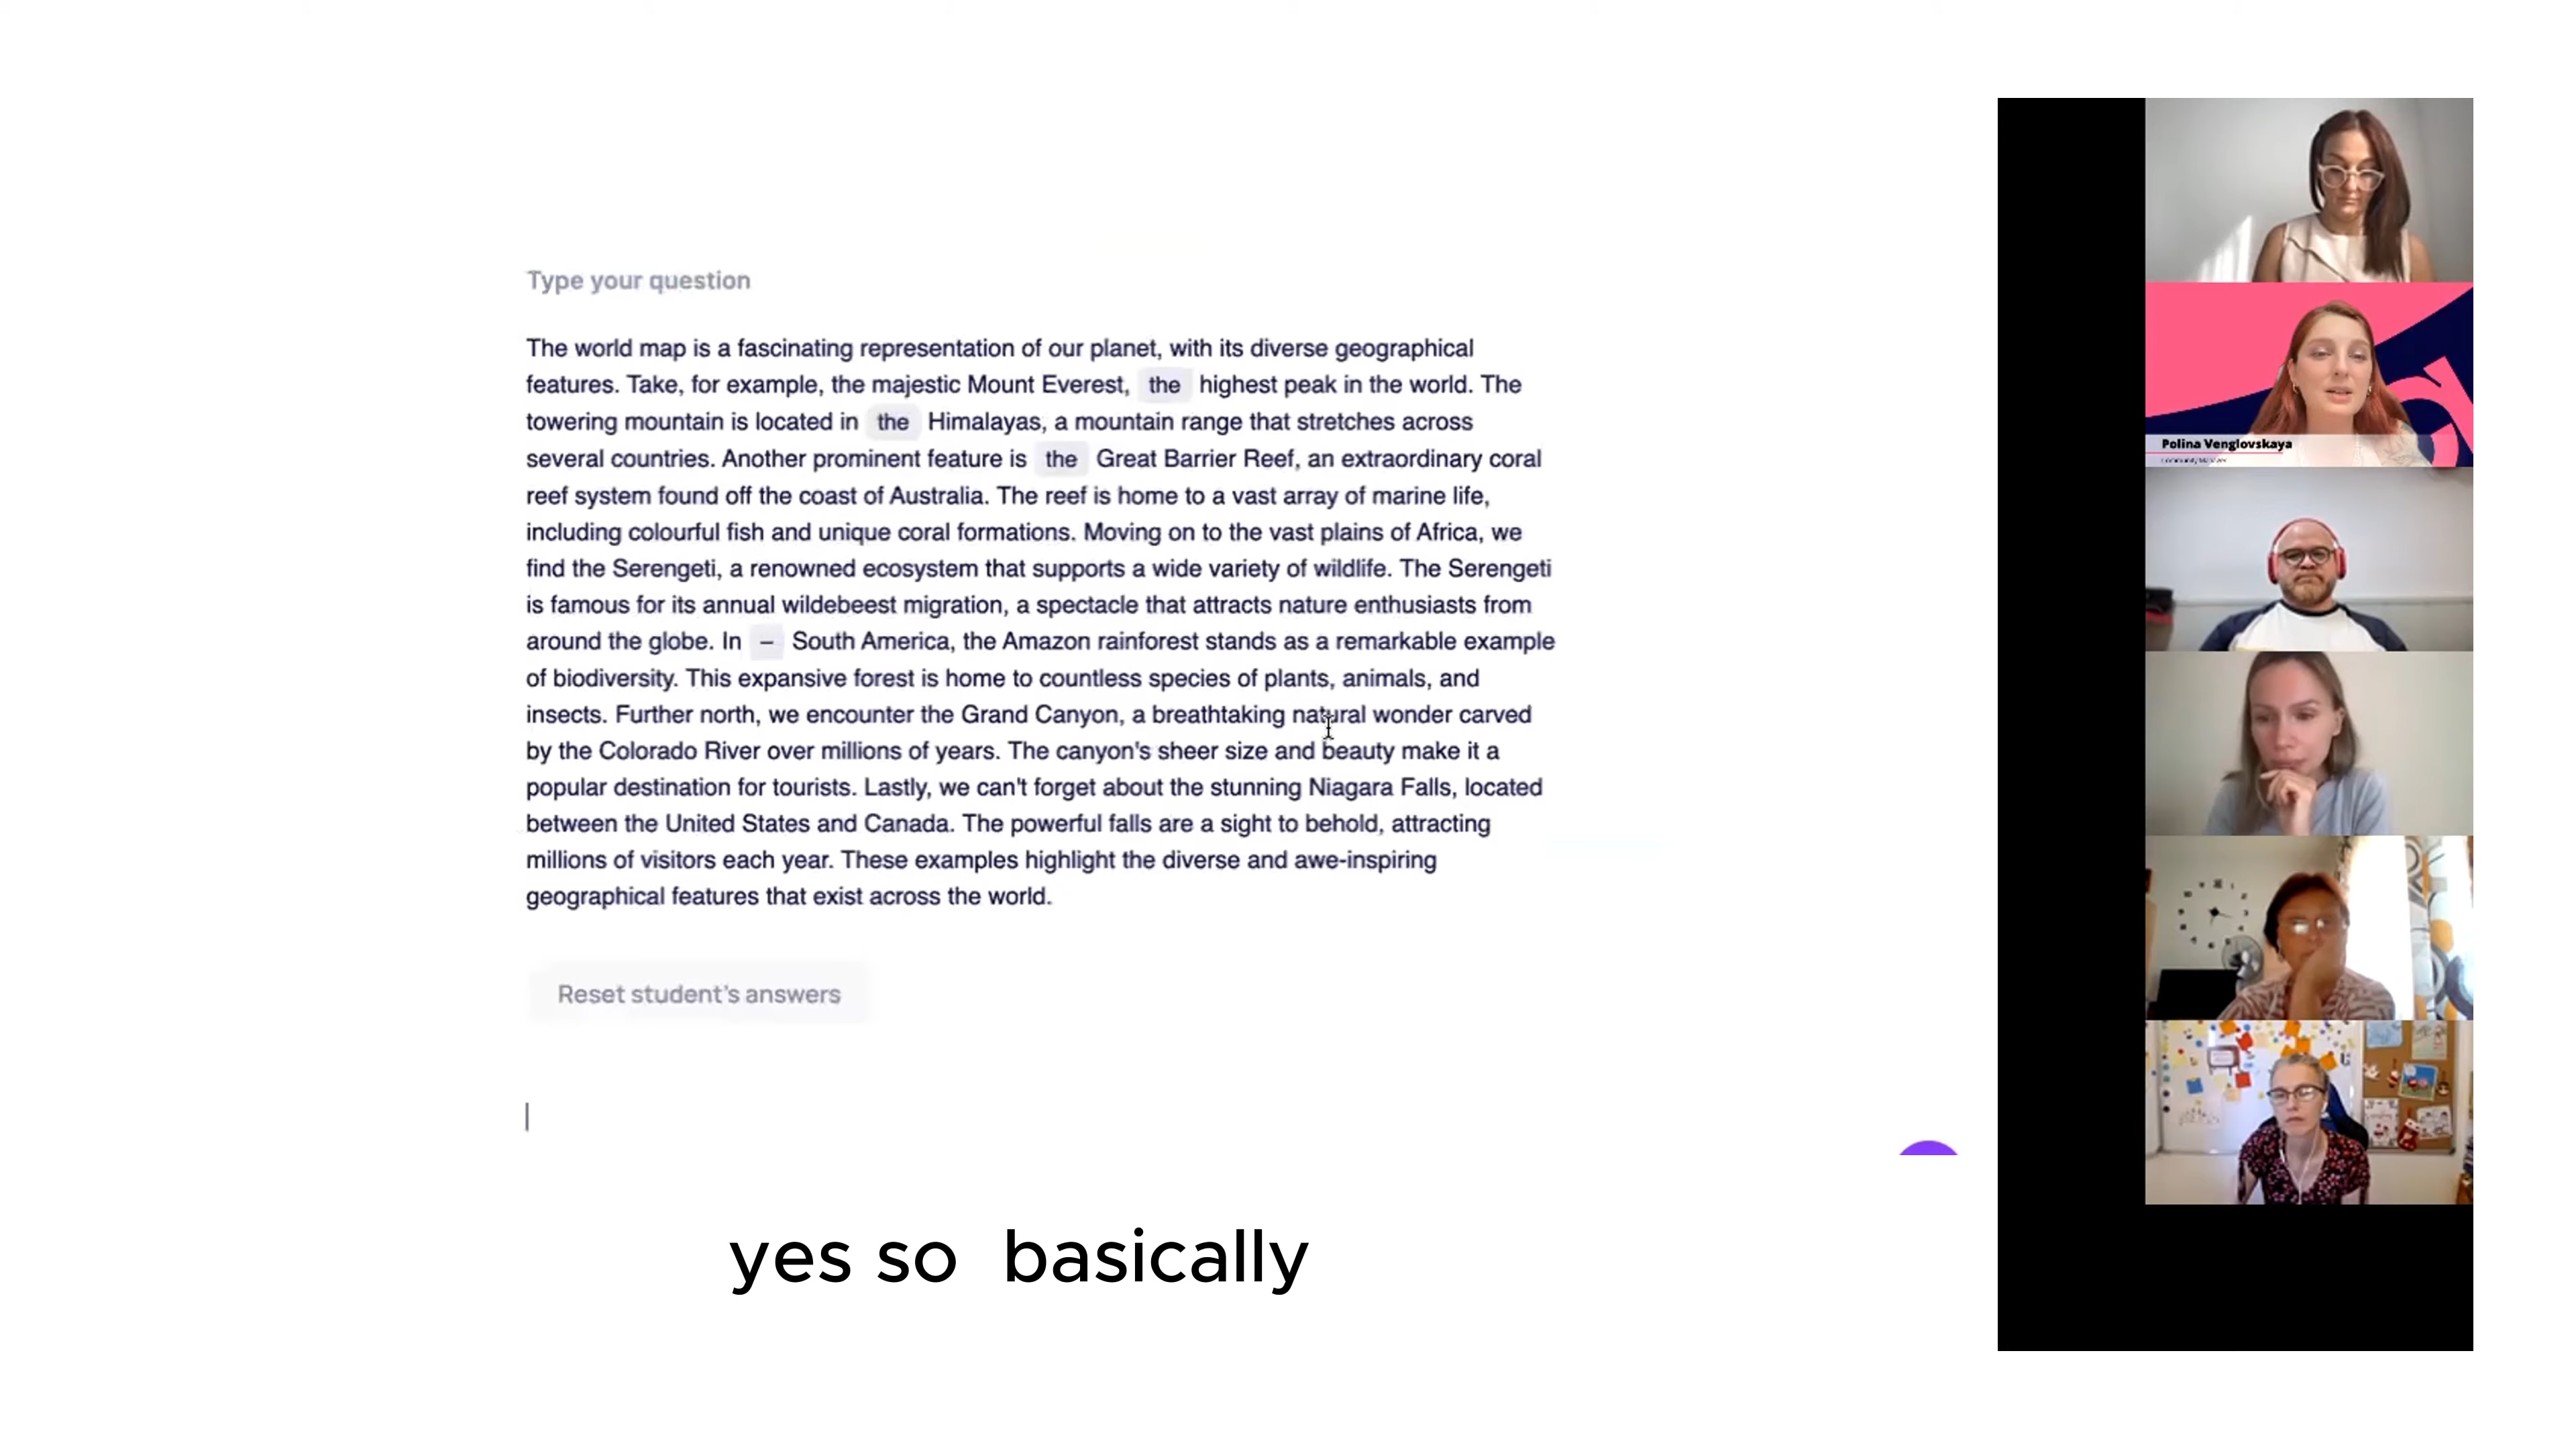 Type your question
The world map is a fascinating representation of our planet, with its diverse geographical
features. Take, for example, the majestic Mount Everest, the highest peak in the world. The
towering mountain is located in the Himalayas, a mountain range that stretches across
several countries. Another prominent feature is the Great Barrier Reef, an extraordinary coral
reef system found off the coast of Australia. The reef is home to a vast array of marine life,
including colourful fish and unique coral formations. Moving on to the vast plains of Africa, we
find the Serengeti, a renowned ecosystem that supports a wide variety of wildlife. The Serengeti
is famous for its annual wildebeest migration, a spectacle that attracts nature enthusiasts from
around the globe. In – South America, the Amazon rainforest stands as a remarkable example
of biodiversity. This expansive forest is home to countless species of plants, animals, and
insects. Further north, we encounter the Grand Canyon, a breathtaking natural wonder carved
by the Colorado River over millions of years. The canyon's sheer size and beauty make it a
popular destination for tourists. Lastly, we can't forget about the stunning Niagara Falls, located
between the United States and Canada. The powerful falls are a sight to behold, attracting
millions of visitors each year. These examples highlight the diverse and awe-inspiring
geographical features that exist across the world.
Reset student's answers
yes so basically
Polina Venglovskaya
Community Manager